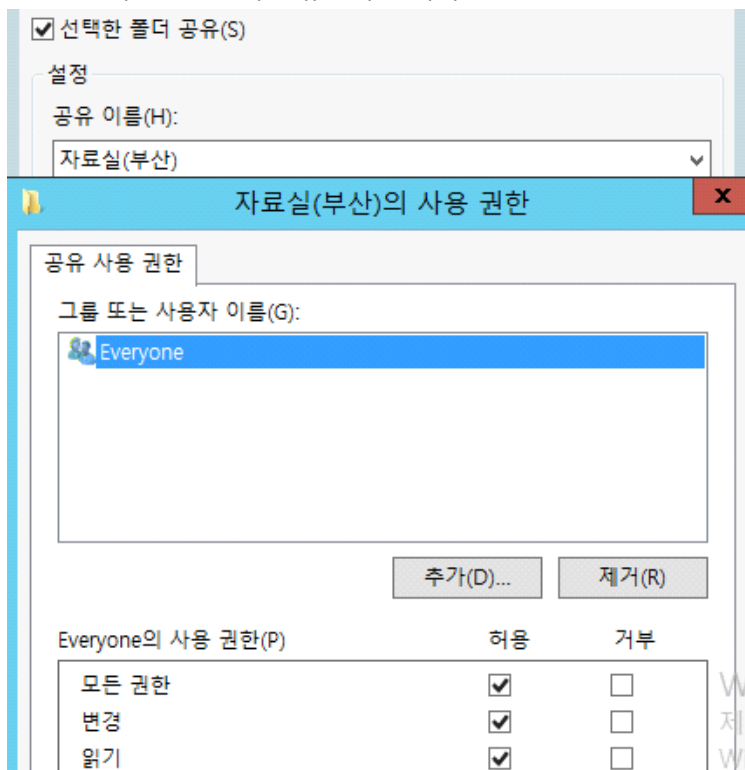 선택한 폴더 공유(S)
설정
공유 이름(H):
자료실(부산)
자료실(부산)의 사용 권한
x
공유 사용 권한
그룹 또는 사용자 이름(G):
Everyone
추가(D)... 제거(R)
Everyone의 사용 권한(P) 허용 거부
모든 권한
변경
읽기